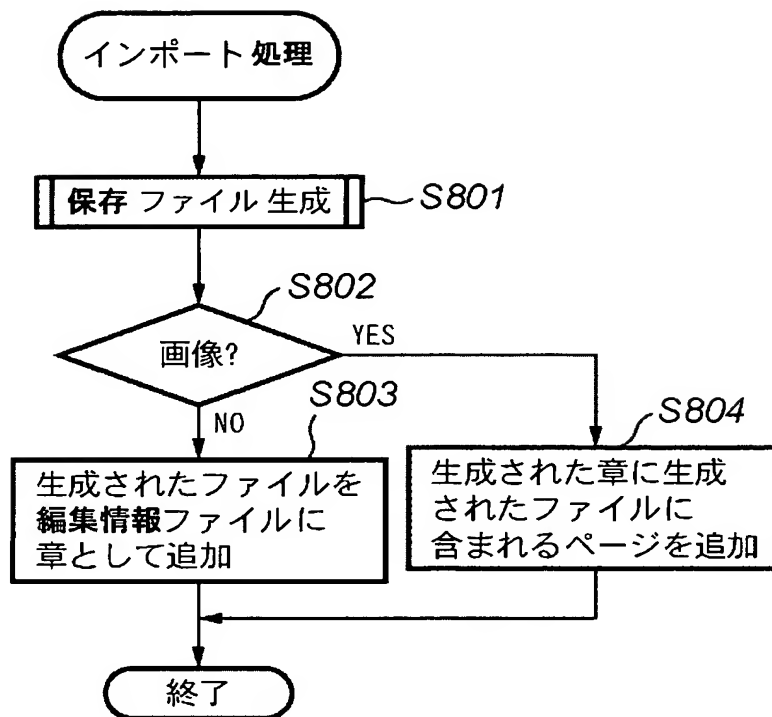 インポート 処理
保存 ファイル 生成
S801
S802
画像?
YES
NO
S803
生成されたファイルを
編集情報ファイルに
章として追加
S804
生成された章に生成
されたファイルに
含まれるページを追加
終了